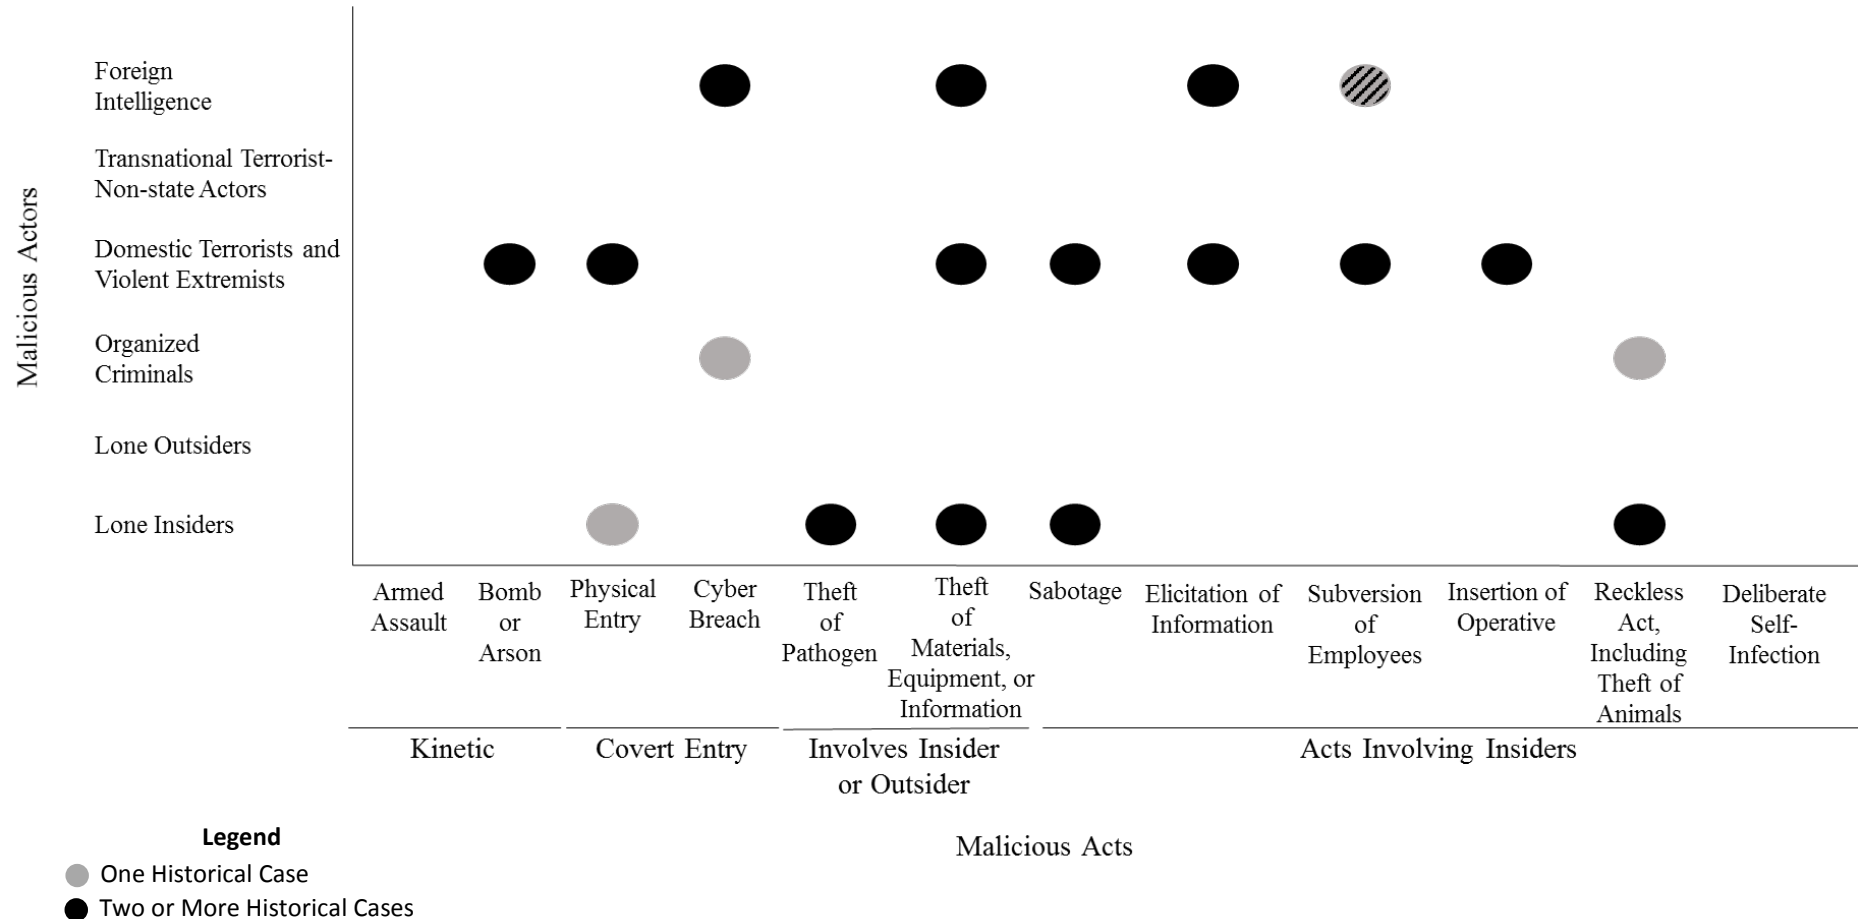 Malicious Actors
Foreign
Intelligence
Transnational Terrorist-
Non-state Actors
Domestic Terrorists and
Violent Extremists
Organized
Criminals
Lone Outsiders
Lone Insiders
Armed
Assault
Bomb
or
Arson
Physical
Entry
Cyber
Breach
Theft
of
Pathogen
Theft
of
Materials,
Equipment, or
Information
Sabotage
Elicitation of
Information
Subversion
of
Employees
Insertion of
Operative
Reckless
Act,
Including
Theft of
Animals
Deliberate
Self-
Infection
Kinetic
Covert Entry
Involves Insider
or Outsider
Acts Involving Insiders
Malicious Acts
Legend
One Historical Case
Two or More Historical Cases